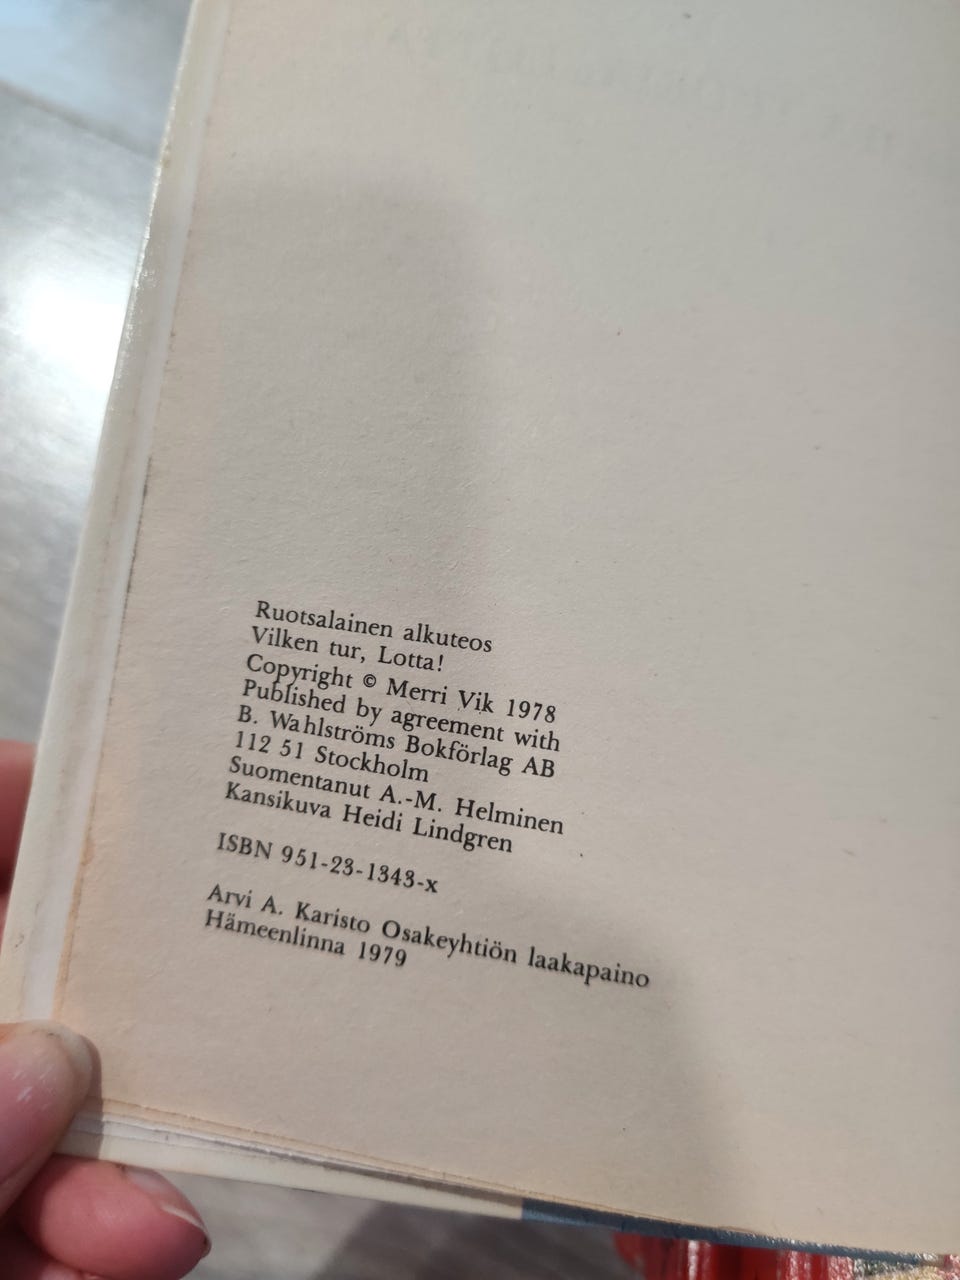 Ruotsalainen alkuteos
Vilken tur, Lotta!
Copyright © Merri Vik 1978
Published by agreement with
B. Wahlströms Bokförlag AB
112 51 Stockholm
Suomentanut A.-M. Helminen
Kansikuva Heidi Lindgren
ISBN 951-23-1343-x
Arvi A. Karisto Osakeyhtiön laakapaino
Hämeenlinna 1979